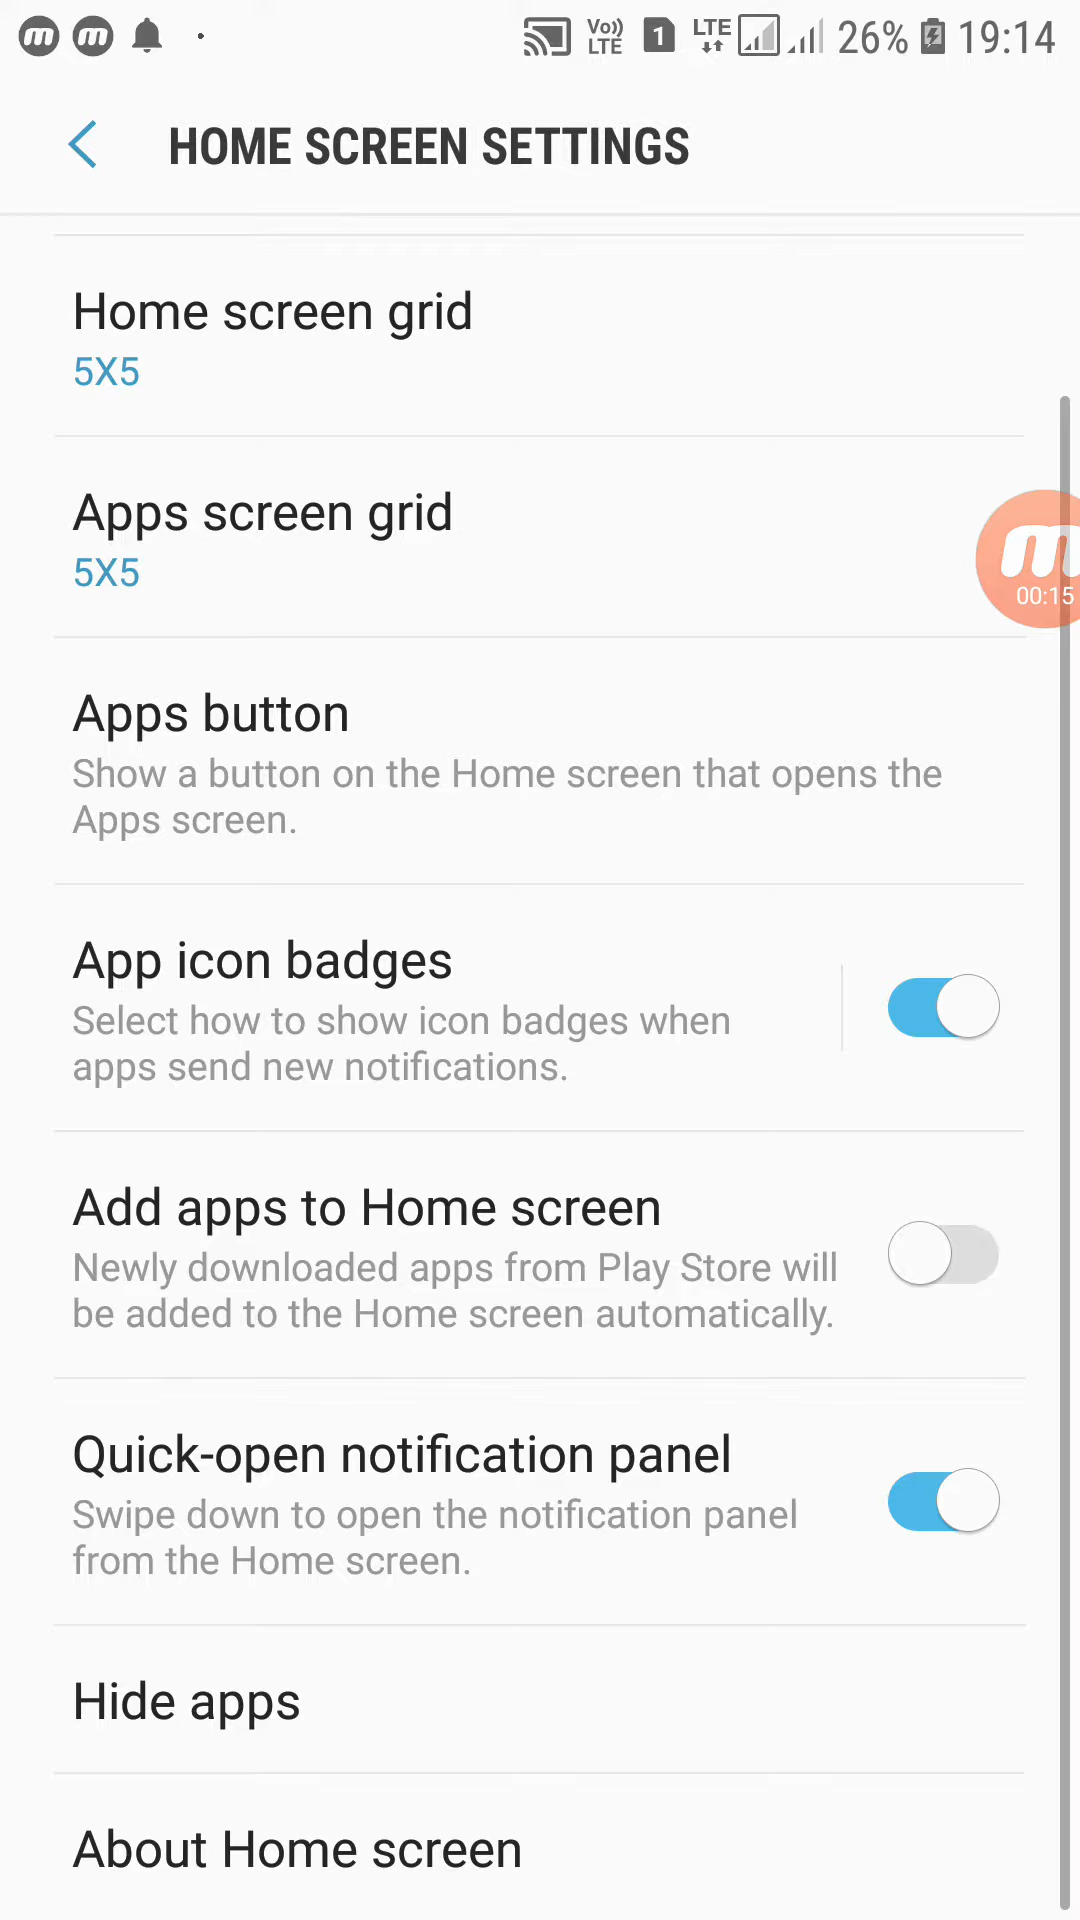 Vo)) LTE 1 LTE 26% 19:14
HOME SCREEN SETTINGS
Home screen grid
5X5
Apps screen grid
5X5
m
00:15
Apps button
Show a button on the Home screen that opens the
Apps screen.
App icon badges
Select how to show icon badges when
apps send new notifications.
Add apps to Home screen
Newly downloaded apps from Play Store will
be added to the Home screen automatically.
Quick-open notification panel
Swipe down to open the notification panel
from the Home screen.
Hide apps
About Home screen